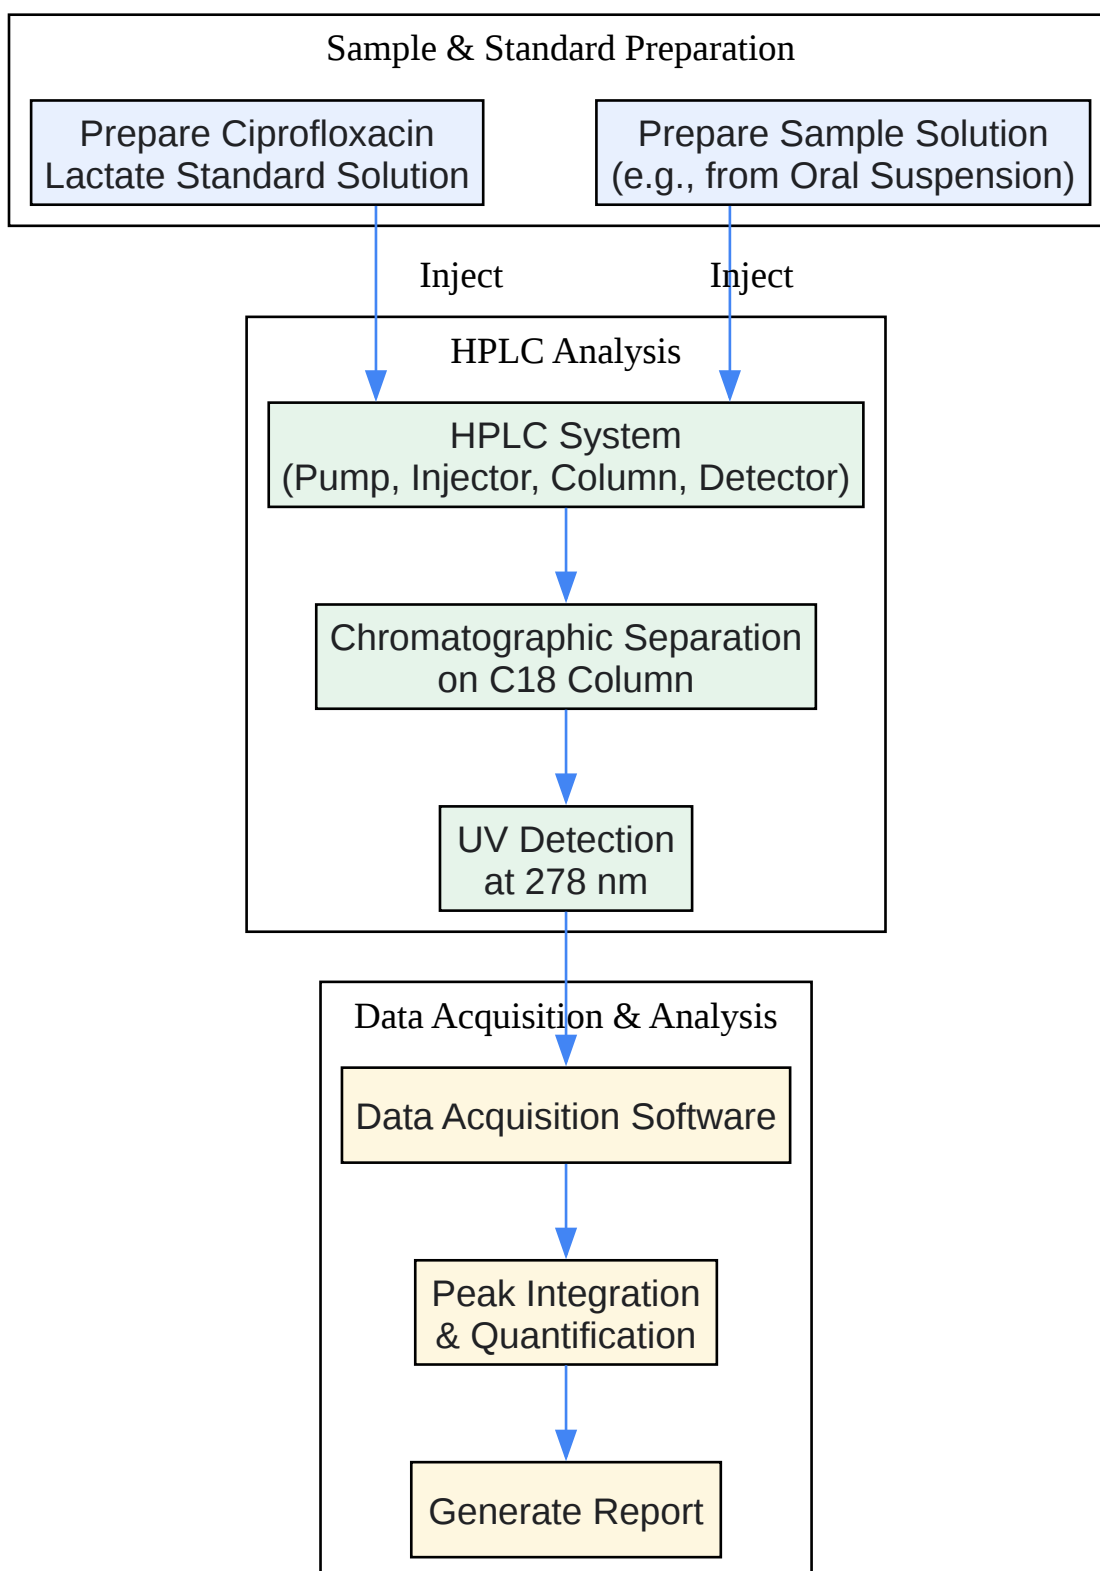 Sample & Standard Preparation
Prepare Ciprofloxacin
Lactate Standard Solution
Prepare Sample Solution
(e.g., from Oral Suspension)
Inject
Inject
HPLC Analysis
HPLC System
(Pump, Injector, Column, Detector)
Chromatographic Separation
on C18 Column
UV Detection
at 278 nm
Data Acquisition & Analysis
Data Acquisition Software
Peak Integration
& Quantification
Generate Report